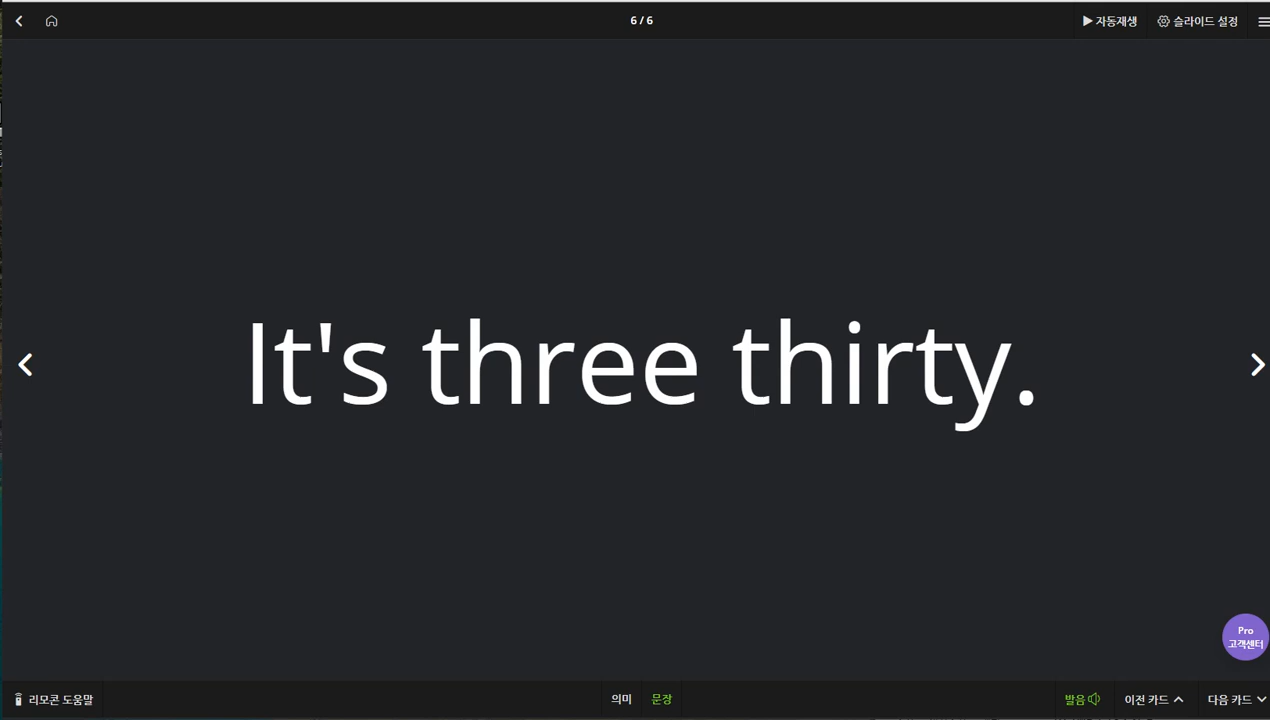 6 / 6
자동재생
슬라이드 설정
It's three thirty.
Pro
고객센터
리모콘 도움말
의미
문장
발음
이전 카드
다음 카드